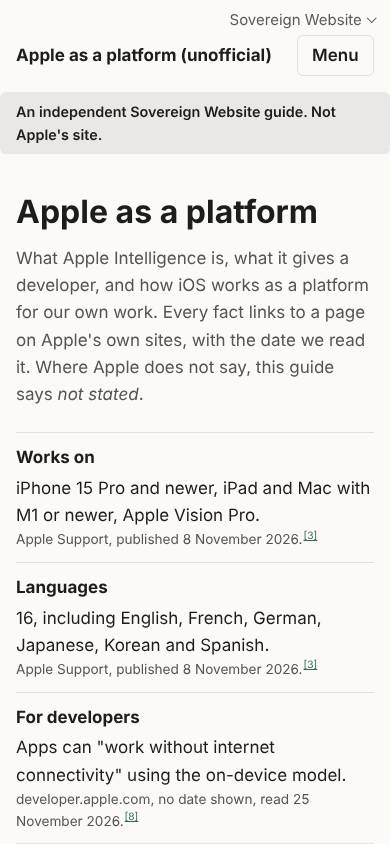 Sovereign Website
Apple as a platform (unofficial)
Menu
An independent Sovereign Website guide. Not
Apple's site.
Apple as a platform
What Apple Intelligence is, what it gives a
developer, and how iOS works as a platform
for our own work. Every fact links to a page
on Apple's own sites, with the date we read
it. Where Apple does not say, this guide
says not stated.
Works on
iPhone 15 Pro and newer, iPad and Mac with
M1 or newer, Apple Vision Pro.
Apple Support, published 8 November 2026.[3]
Languages
16, including English, French, German,
Japanese, Korean and Spanish.
Apple Support, published 8 November 2026.[3]
For developers
Apps can "work without internet
connectivity" using the on-device model.
developer.apple.com, no date shown, read 25
November 2026.[8]